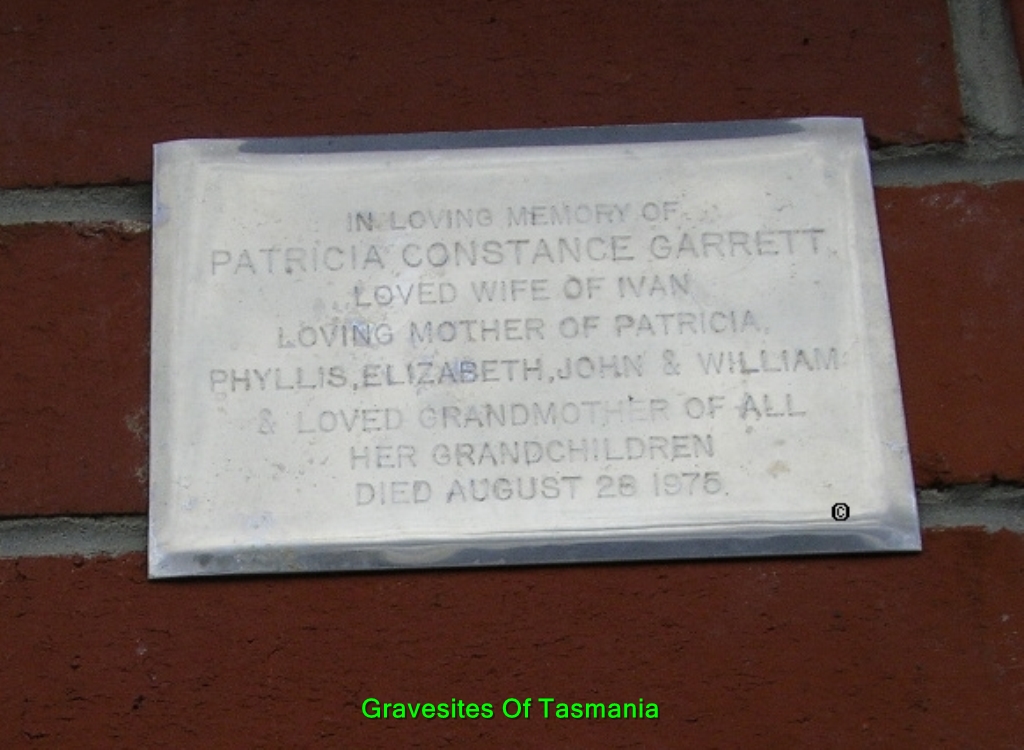 IN LOVING MEMORY OF
PATRICIA CONSTANCE GARRETT.
LOVED WIFE OF IVAN
LOVING MOTHER OF PATRICIA,
PHYLLIS,ELIZABETH,JOHN & WILLIAM
& LOVED GRANDMOTHER OF ALL
HER GRANDCHILDREN
DIED AUGUST 28 1975.
©
Gravesites Of Tasmania